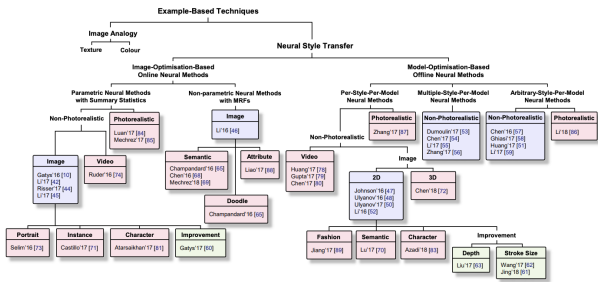 Example-Based Techniques
Image Analogy
Texture Colour
Neural Style Transfer
Image-Optimisation-Based
Online Neural Methods
Model-Optimisation-Based
Offline Neural Methods
Parametric Neural Methods
with Summary Statistics
Non-parametric Neural Methods
with MRFs
Per-Style-Per-Model
Neural Methods
Multiple-Style-Per-Model
Neural Methods
Arbitrary-Style-Per-Model
Neural Methods
Non-Photorealistic
Photorealistic
Luan'17 [84]
Mechrez'17 [85]
Image
Gatys'16 [10]
Li'17 [42]
Risser'17 [44]
Li'17 [45]
Video
Ruder'16 [74]
Portrait
Selim'16 [73]
Instance
Castillo'17 [71]
Character
Atarsaikhan'17 [81]
Improvement
Gatys'17 [60]
Image
Li'16 [46]
Semantic
Champandard'16 [65]
Chen'16 [68]
Mechrez'18 [69]
Attribute
Liao'17 [88]
Doodle
Champandard'16 [65]
Non-Photorealistic
Photorealistic
Zhang'17 [87]
Video
Huang'17 [78]
Gupta'17 [79]
Chen'17 [80]
Image
2D
Johnson'16 [47]
Ulyanov'16 [48]
Ulyanov'17 [50]
Li'16 [52]
3D
Chen'18 [72]
Fashion
Jiang'17 [89]
Semantic
Lu'17 [70]
Character
Azadi'18 [83]
Improvement
Depth
Liu'17 [63]
Stroke Size
Wang'17 [62]
Jing'18 [61]
Non-Photorealistic
Dumoulin'17 [53]
Chen'17 [54]
Li'17 [55]
Zhang'17 [56]
Non-Photorealistic
Chen'16 [57]
Ghiasi'17 [58]
Huang'17 [51]
Li'17 [59]
Photorealistic
Li'18 [86]